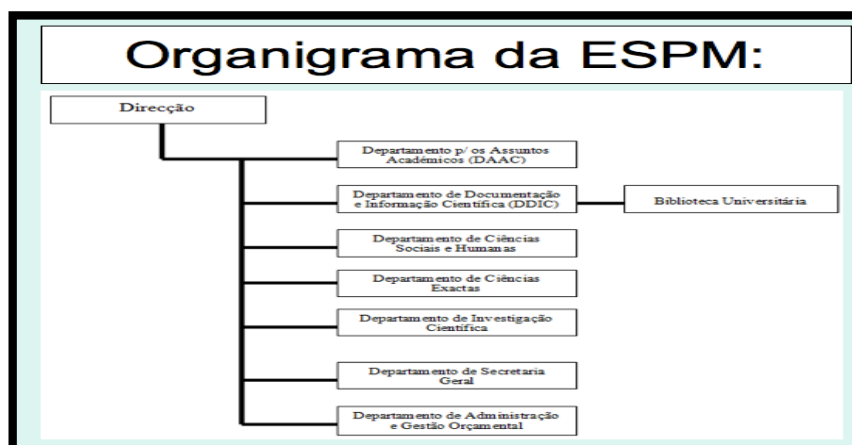 Organigrama da ESPM:
Direcção
Departamento p/ os Assuntos
Académicos (DAAC)
Departamento de Documentação
e Informação Científica (DDIC)
Biblioteca Universitária
Departamento de Ciências
Sociais e Humanas
Departamento de Ciências
Exactas
Departamento de Investigação
Científica
Departamento de Secretaria
Geral
Departamento de Administração
e Gestão Orçamental